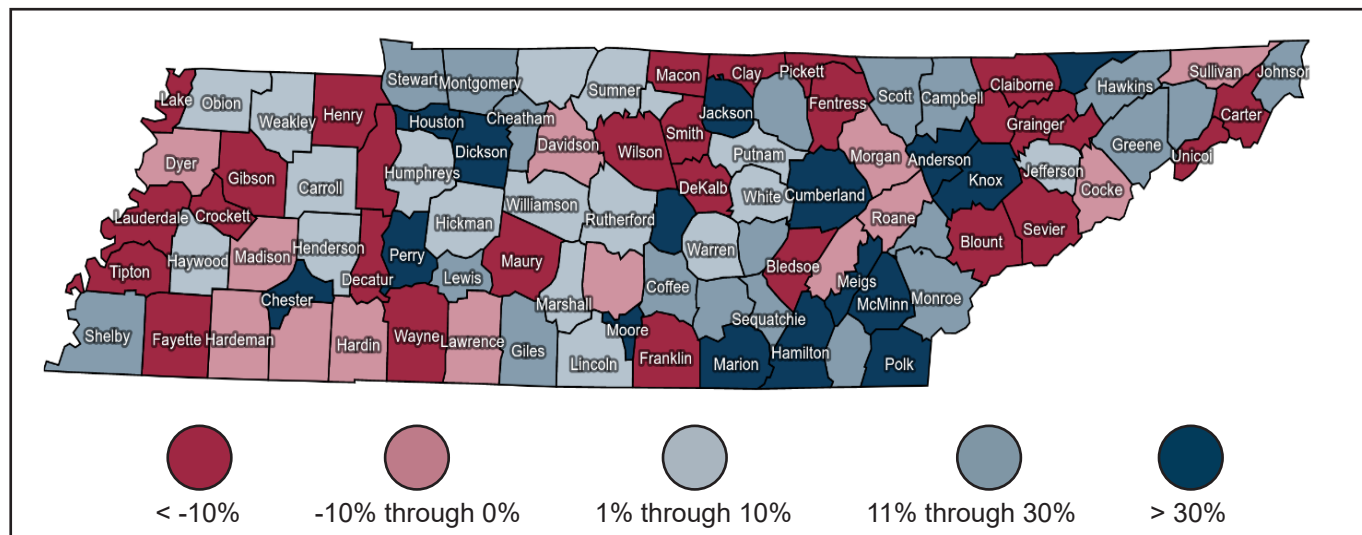 Macon Clay Pickett Sullivan Johnson
Stewart Montgomery Sumner Claiborne Hawkins
Lake Obion Fentress Scott Campbell
Weakley Henry Houston Cheatham Jackson Carter
Dickson Davidson Wilson Smith Grainger Greene
Dyer Putnam Morgan Anderson Knox Unicoi
Gibson Carroll Humphreys Jefferson
DeKalb White Cumberland Cocke
Lauderdale Crockett Hickman Williamson Rutherford Roane Sevier
Haywood Madison Henderson Perry Maury Warren Blount
Tipton Decatur Lewis Bledsoe Meigs
Chester Marshall Coffee McMinn Monroe
Shelby Fayette Hardeman Hardin Wayne Lawrence Giles Moore Sequatchie
Lincoln Franklin Marion Hamilton Polk
< -10% -10% through 0% 1% through 10% 11% through 30% > 30%